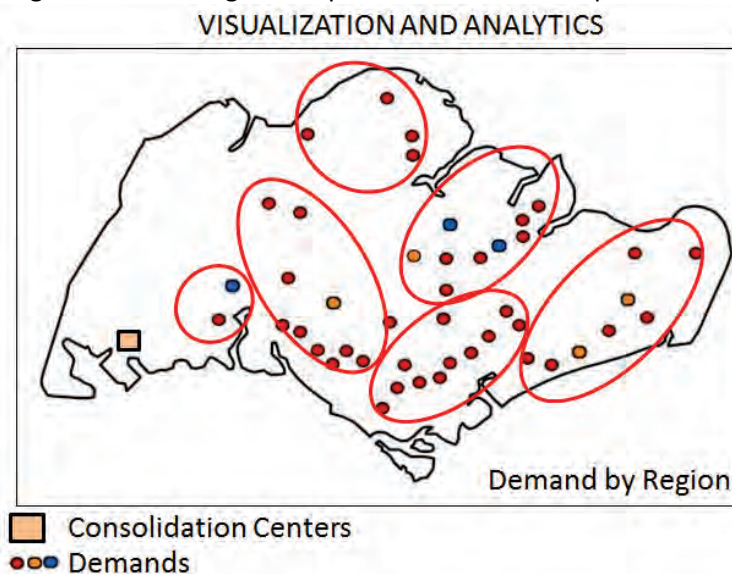 VISUALIZATION AND ANALYTICS
Demand by Region
Consolidation Centers
Demands